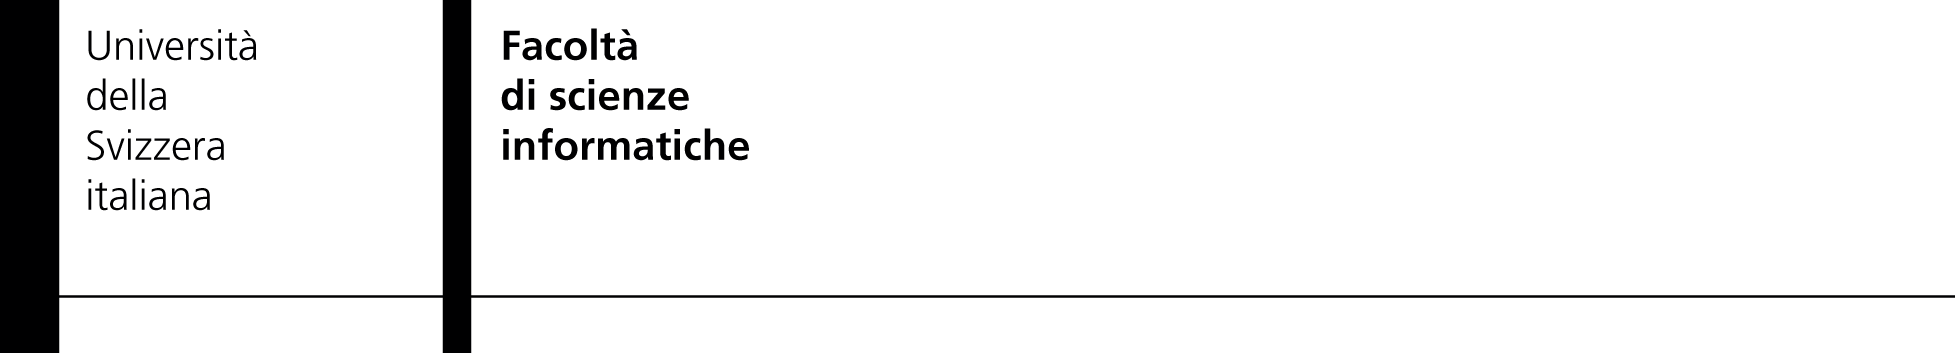 Università
della
Svizzera
italiana
Facoltà
di scienze
informatiche